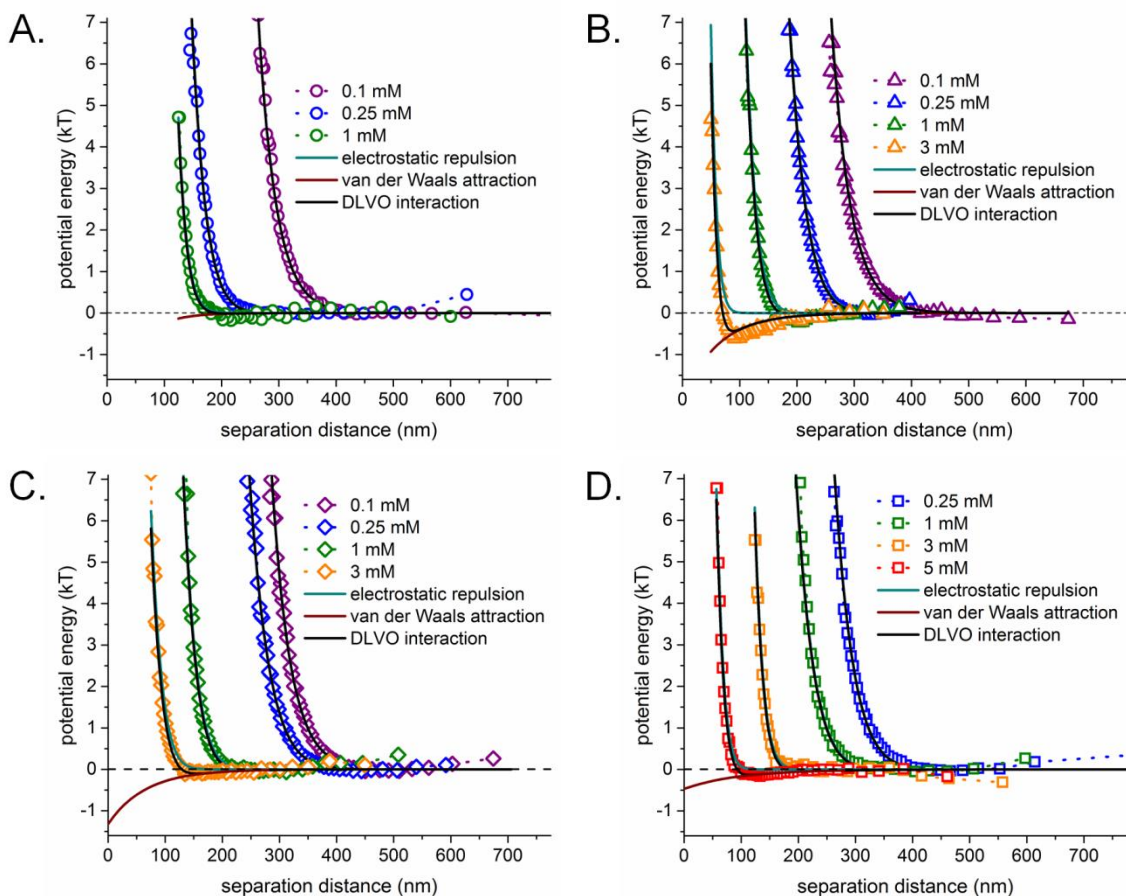 A.
7
6
5
4
3
2
1
0
-1
potential energy (kT)
0.1 mM
0.25 mM
1 mM
electrostatic repulsion
van der Waals attraction
DLVO interaction
0 100 200 300 400 500 600 700
separation distance (nm)
B.
7
6
5
4
3
2
1
0
-1
potential energy (kT)
0.1 mM
0.25 mM
1 mM
3 mM
electrostatic repulsion
van der Waals attraction
DLVO interaction
0 100 200 300 400 500 600 700
separation distance (nm)
C.
7
6
5
4
3
2
1
0
-1
potential energy (kT)
0.1 mM
0.25 mM
1 mM
3 mM
electrostatic repulsion
van der Waals attraction
DLVO interaction
0 100 200 300 400 500 600 700
separation distance (nm)
D.
7
6
5
4
3
2
1
0
-1
potential energy (kT)
0.25 mM
1 mM
3 mM
5 mM
electrostatic repulsion
van der Waals attraction
DLVO interaction
0 100 200 300 400 500 600 700
separation distance (nm)